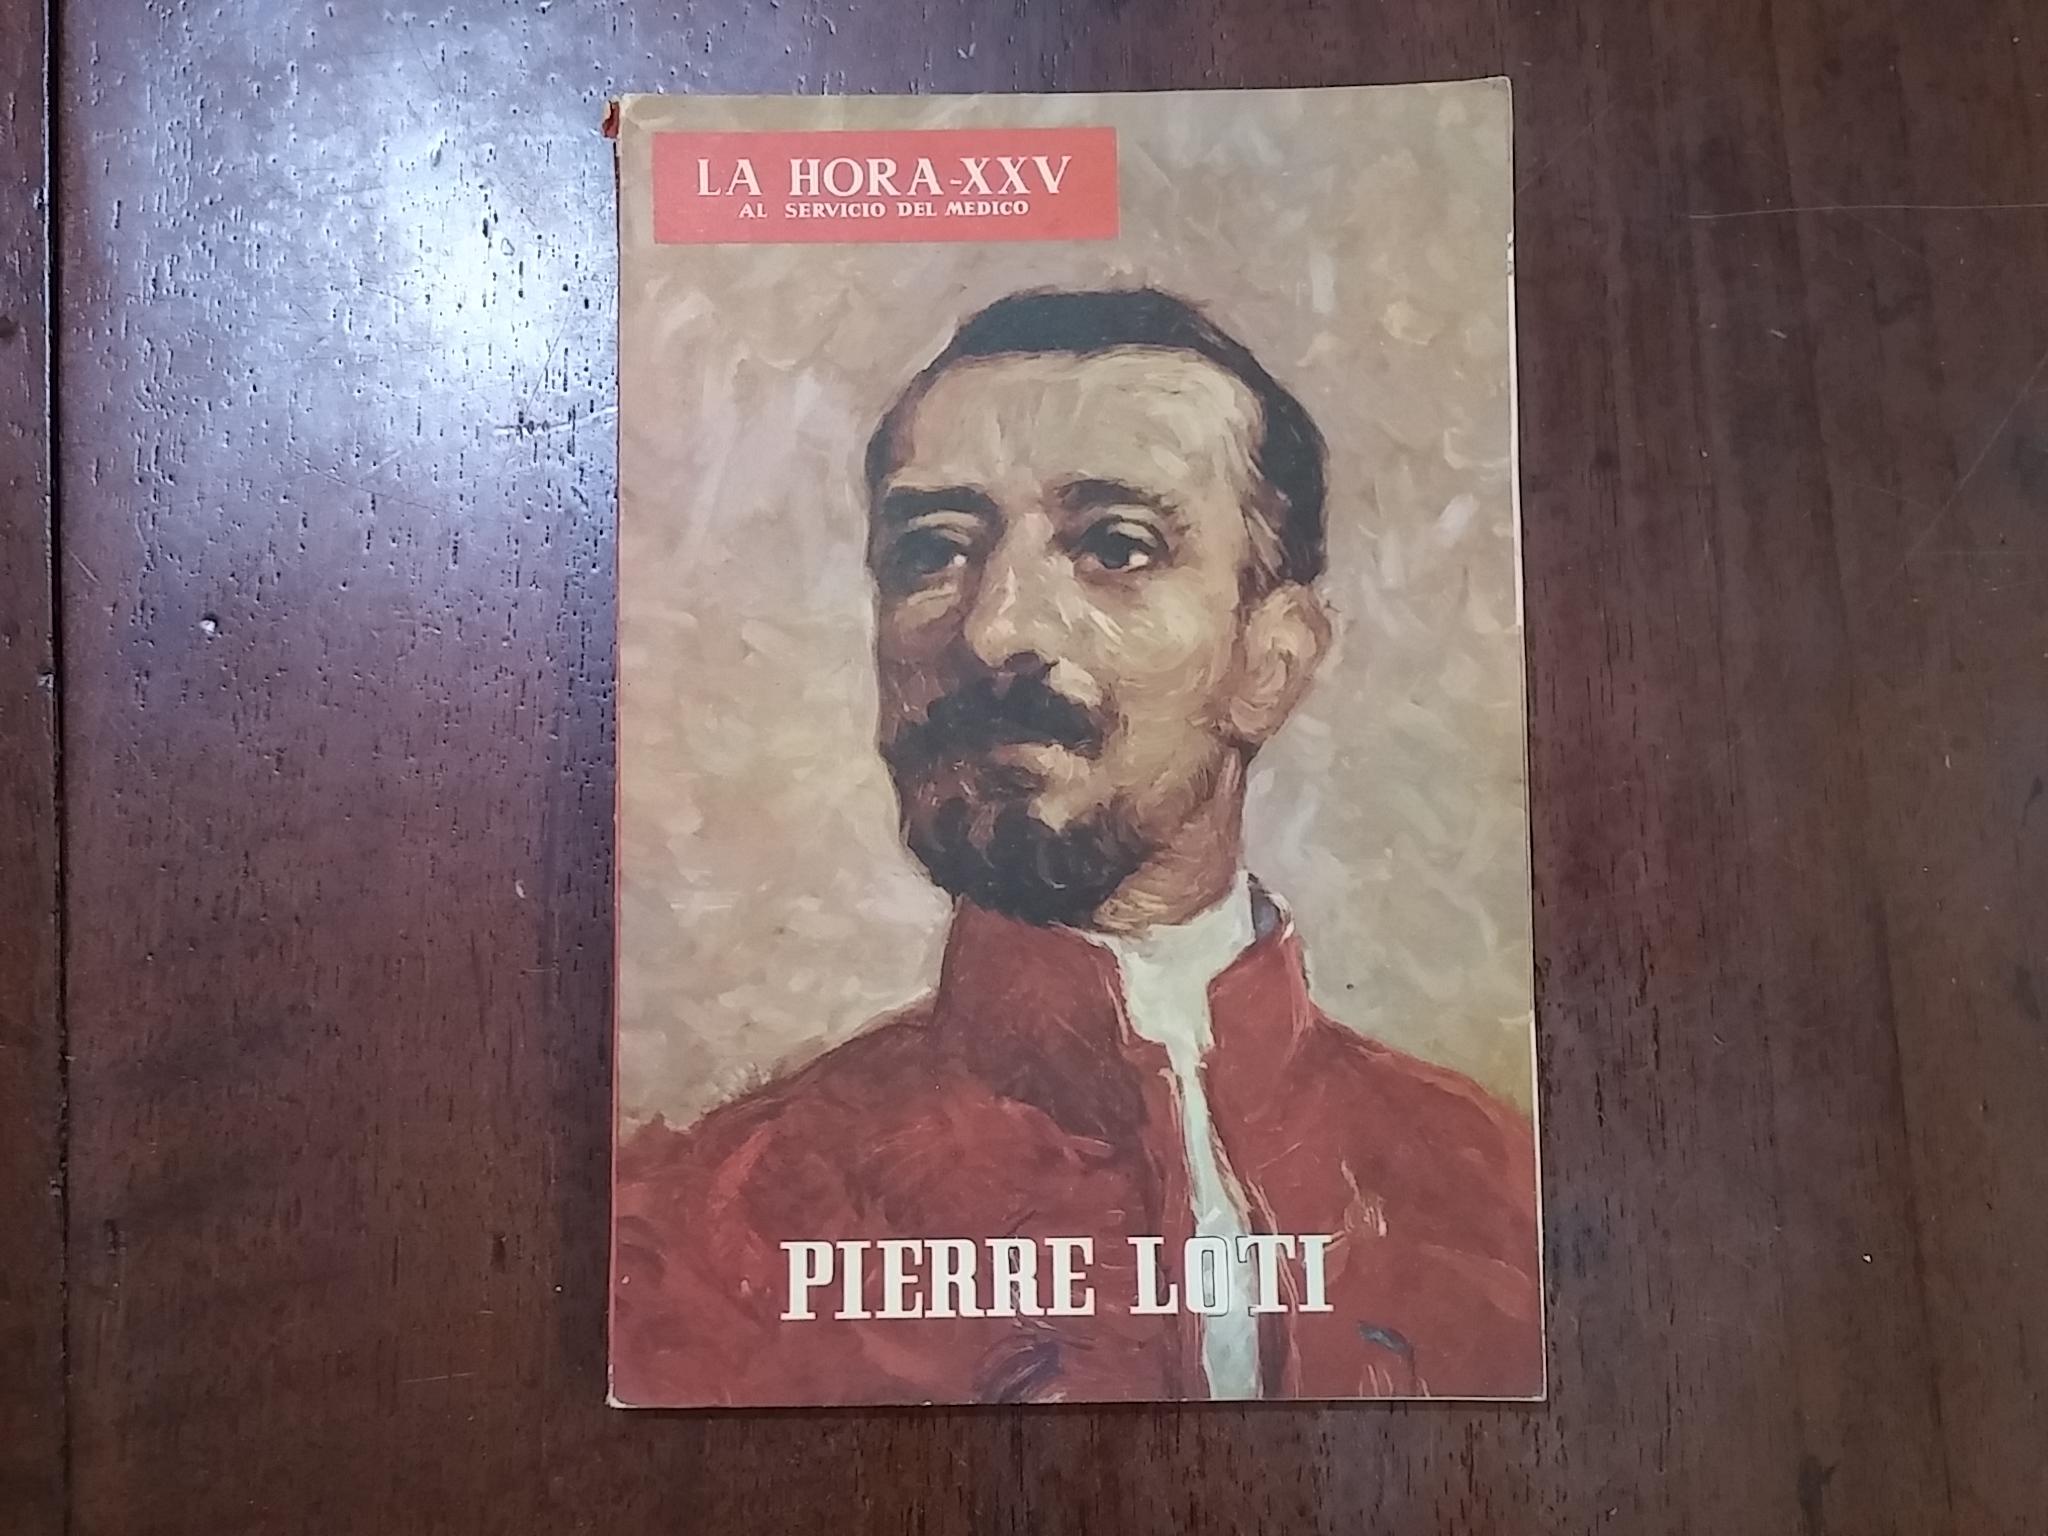 LA HORA-XXV
AL SERVICIO DEL MEDICO
PIERRE LOTI